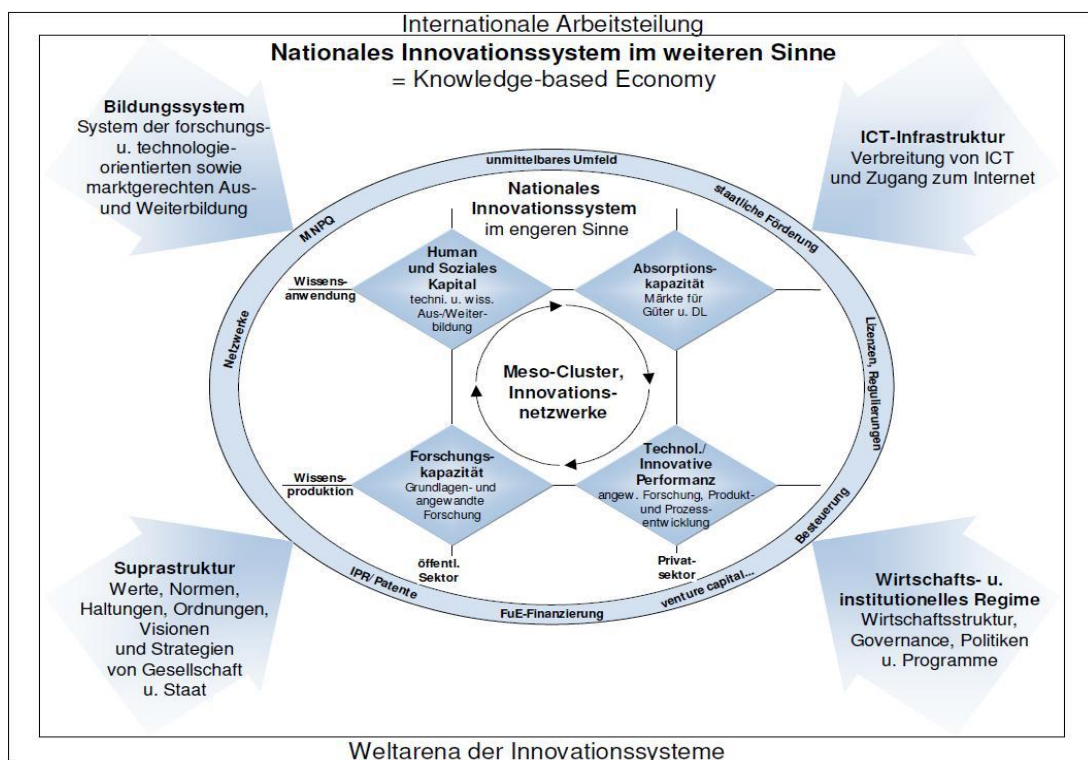 Internationale Arbeitsteilung
Nationales Innovationssystem im weiteren Sinne
= Knowledge-based Economy
Bildungssystem
System der forschungs-
u. technologie-
orientierten sowie
marktgerechten Aus-
und Weiterbildung
ICT-Infrastruktur
Verbreitung von ICT
und Zugang zum Internet
unmittelbares Umfeld
staatliche Förderung
Lizenzen, Regulierungen
Besteuerung
venture capital...
FuE-Finanzierung
IPR/Patente
Netzwerke
MNPQ
Nationales
Innovationssystem
im engeren Sinne
Wissens-
anwendung
Human
und Soziales
Kapital
techni. u. wiss.
Aus-/Weiter-
bildung
Absorptions-
kapazität
Märkte für
Güter u. DL
Meso-Cluster,
Innovations-
netzwerke
Wissens-
produktion
Forschungs-
kapazität
Grundlagen- und
angewandte
Forschung
Technol./
Innovative
Performanz
angew. Forschung, Produkt-
und Prozess-
entwicklung
öffentl.
Sektor
Privat-
sektor
Suprastruktur
Werte, Normen,
Haltungen, Ordnungen,
Visionen
und Strategien
von Gesellschaft
u. Staat
Wirtschafts- u.
institutionelles Regime
Wirtschaftsstruktur,
Governance, Politiken
u. Programme
Weltarena der Innovationssysteme